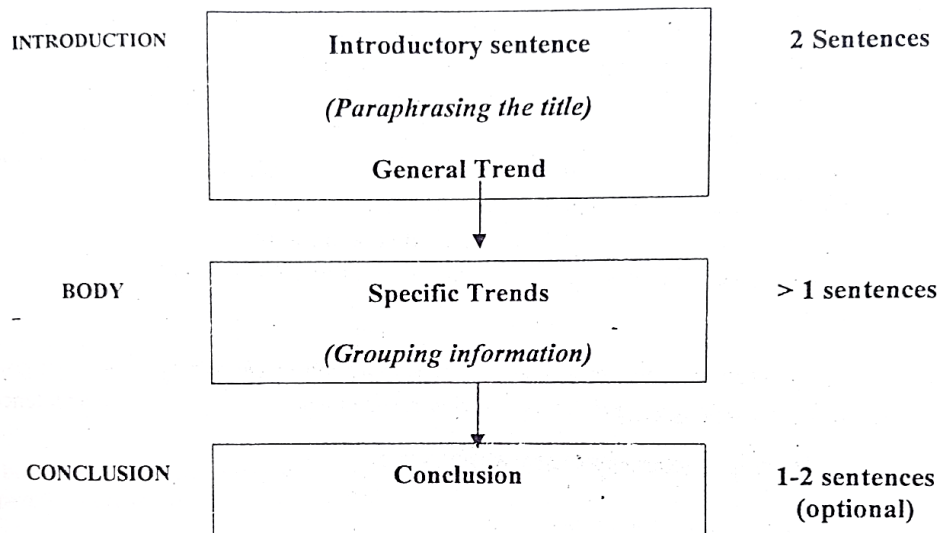 INTRODUCTION
Introductory sentence
2 Sentences
(Paraphrasing the title)
General Trend
BODY
Specific Trends
> 1 sentences
(Grouping information)
CONCLUSION
Conclusion
1-2 sentences
(optional)